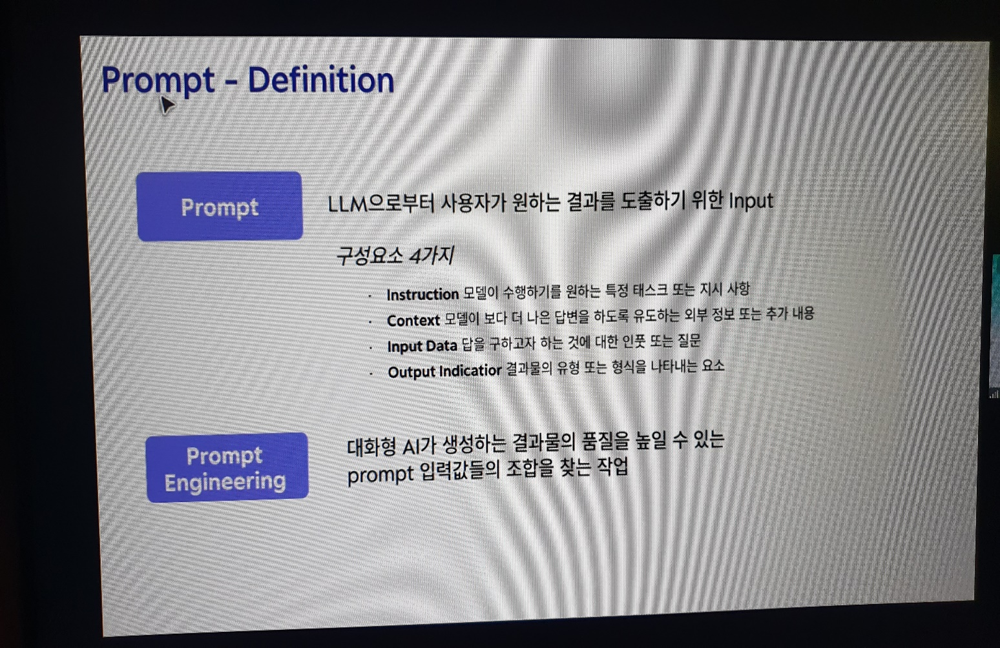 Prompt - Definition
Prompt
LLM으로부터 사용자가 원하는 결과를 도출하기 위한 Input
구성요소 4가지
· Instruction 모델이 수행하기를 원하는 특정 태스크 또는 지시 사항
· Context 모델이 보다 더 나은 답변을 하도록 유도하는 외부 정보 또는 추가 내용
· Input Data 답을 구하고자 하는 것에 대한 인풋 또는 질문
· Output Indicatior 결과물의 유형 또는 형식을 나타내는 요소
Prompt
Engineering
대화형 AI가 생성하는 결과물의 품질을 높일 수 있는
prompt 입력값들의 조합을 찾는 작업